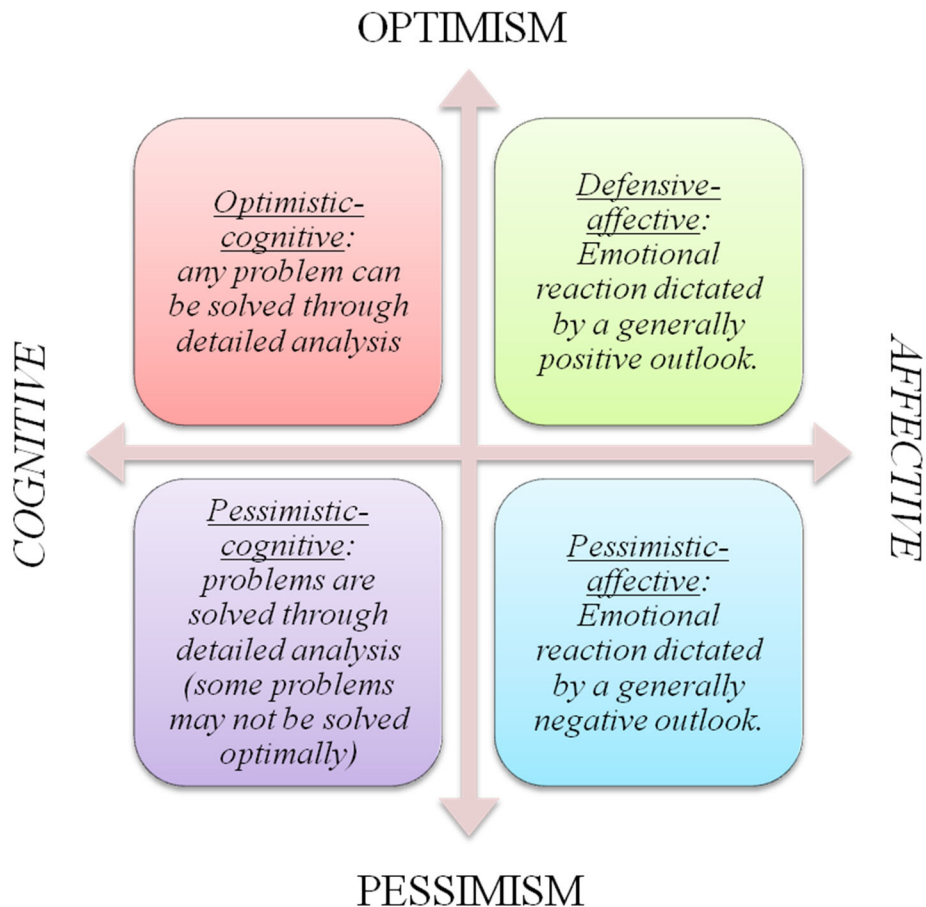 OPTIMISM
Optimistic-
cognitive:
any problem can
be solved through
detailed analysis
Defensive-
affective:
Emotional
reaction dictated
by a generally
positive outlook.
COGNITIVE
AFFECTIVE
Pessimistic-
cognitive:
problems are
solved through
detailed analysis
(some problems
may not be solved
optimally)
Pessimistic-
affective:
Emotional
reaction dictated
by a generally
negative outlook.
PESSIMISM